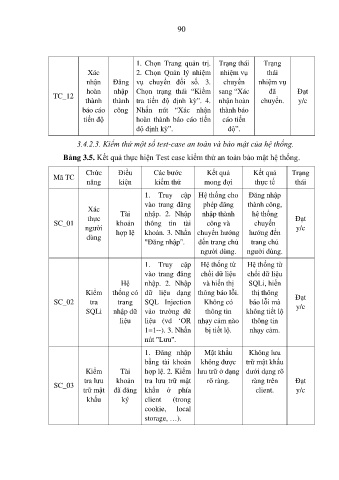 90
TC_12
Xác
nhận
hoàn
thành
báo cáo
tiến độ
Đăng
nhập
thành
công
1. Chọn Trang quản trị.
2. Chọn Quản lý nhiệm
vụ chuyển đổi số. 3.
Chọn trạng thái “Kiểm
tra tiến độ định kỳ”. 4.
Nhấn nút “Xác nhận
hoàn thành báo cáo tiến
độ định kỳ”.
Trạng thái
nhiệm vụ
chuyển
sang “Xác
nhận hoàn
thành báo
cáo tiến
độ”.
Trạng
thái
nhiệm vụ
đã
chuyển.
Đạt
y/c
3.4.2.3. Kiểm thử một số test-case an toàn và bảo mật của hệ thống.
Bảng 3.5. Kết quả thực hiện Test case kiểm thử an toàn bảo mật hệ thống.
Mã TC
Chức
năng
Điều
kiện
Các bước
kiểm thử
Kết quả
mong đợi
Kết quả
thực tế
Trạng
thái
SC_01
Xác
thực
người
dùng
Tài
khoản
hợp lệ
1. Truy cập
vào trang đăng
nhập. 2. Nhập
thông tin tài
khoản. 3. Nhấn
"Đăng nhập".
Hệ thống cho
phép đăng
nhập thành
công và
chuyển hướng
đến trang chủ
người dùng.
Đăng nhập
thành công,
hệ thống
chuyển
hướng đến
trang chủ
người dùng.
Đạt
y/c
SC_02
Kiểm
tra
SQLi
Hệ
thống có
trang
nhập dữ
liệu
1. Truy cập
vào trang đăng
nhập. 2. Nhập
dữ liệu dạng
SQL Injection
vào trường dữ
liệu (vd ‘OR
1=1--). 3. Nhấn
nút "Lưu".
Hệ thống từ
chối dữ liệu
và hiển thị
thông báo lỗi.
Không có
thông tin
nhạy cảm nào
bị tiết lộ.
Hệ thống từ
chối dữ liệu
SQLi, hiển
thị thông
báo lỗi mà
không tiết lộ
thông tin
nhạy cảm.
Đạt
y/c
SC_03
Kiểm
tra lưu
trữ mật
khẩu
Tài
khoản
đã đăng
ký
1. Đăng nhập
bằng tài khoản
hợp lệ. 2. Kiểm
tra lưu trữ mật
khẩu ở phía
client (trong
cookie, local
storage, …).
Mật khẩu
không được
lưu trữ ở dạng
rõ ràng.
Không lưu
trữ mật khẩu
dưới dạng rõ
ràng trên
client.
Đạt
y/c